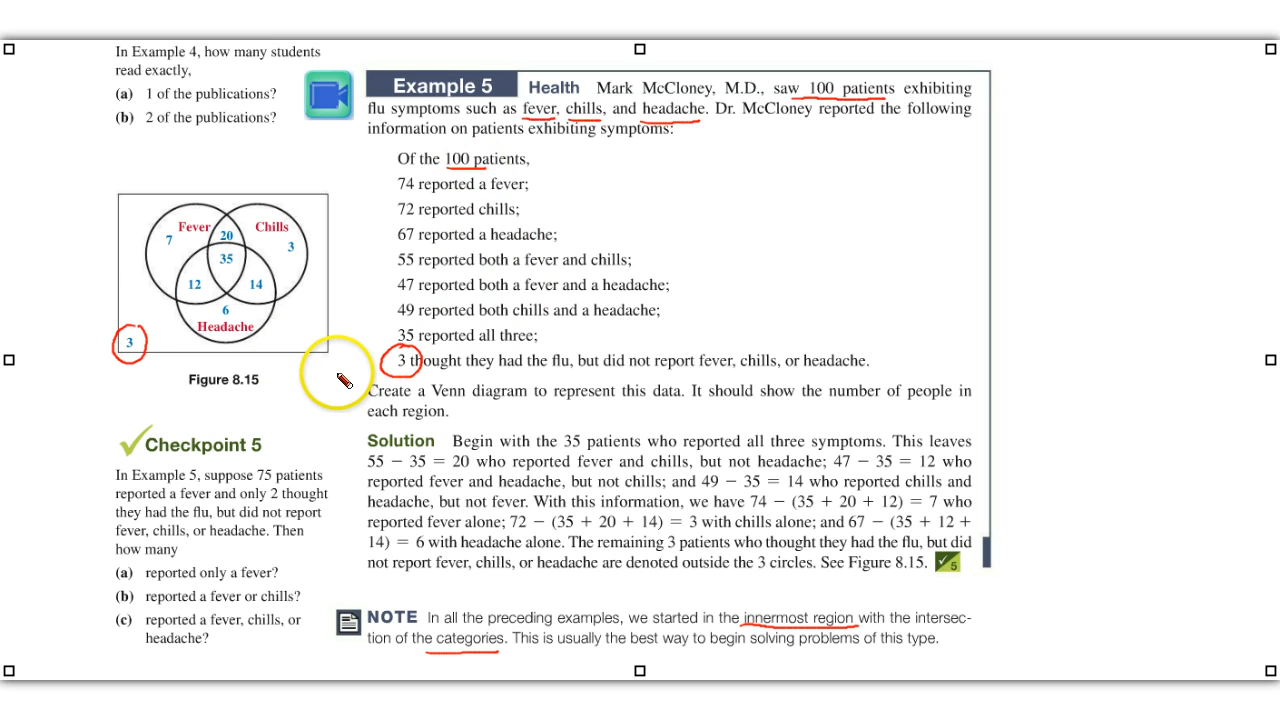 In Example 4, how many students
read exactly,
(a) 1 of the publications?
(b) 2 of the publications?
Fever
Chills
20
7
3
35
12
14
6
Headache
3
Figure 8.15
Checkpoint 5
In Example 5, suppose 75 patients
reported a fever and only 2 thought
they had the flu, but did not report
fever, chills, or headache. Then
how many
(a) reported only a fever?
(b) reported a fever or chills?
(c) reported a fever, chills, or
headache?
Example 5 Health Mark McCloney, M.D., saw 100 patients exhibiting
flu symptoms such as fever, chills, and headache. Dr. McCloney reported the following
information on patients exhibiting symptoms:
Of the 100 patients,
74 reported a fever;
72 reported chills;
67 reported a headache;
55 reported both a fever and chills;
47 reported both a fever and a headache;
49 reported both chills and a headache;
35 reported all three;
3 thought they had the flu, but did not report fever, chills, or headache.
Create a Venn diagram to represent this data. It should show the number of people in
each region.
Solution Begin with the 35 patients who reported all three symptoms. This leaves
55 − 35 = 20 who reported fever and chills, but not headache; 47 − 35 = 12 who
reported fever and headache, but not chills; and 49 − 35 = 14 who reported chills and
headache, but not fever. With this information, we have 74 − (35 + 20 + 12) = 7 who
reported fever alone; 72 − (35 + 20 + 14) = 3 with chills alone; and 67 − (35 + 12 +
14) = 6 with headache alone. The remaining 3 patients who thought they had the flu, but did
not report fever, chills, or headache are denoted outside the 3 circles. See Figure 8.15. ✓5
NOTE In all the preceding examples, we started in the innermost region with the intersec-
tion of the categories. This is usually the best way to begin solving problems of this type.